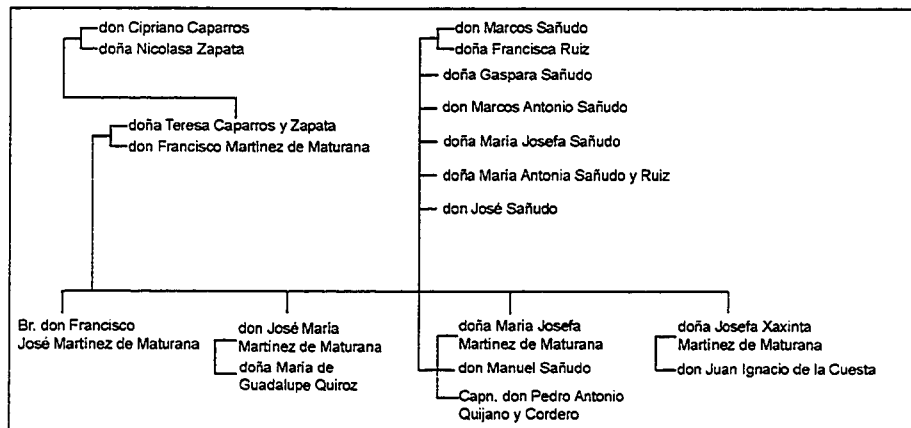 don Cipriano Caparros
doña Nicolasa Zapata
doña Teresa Caparros y Zapata
don Francisco Martinez de Maturana
don Marcos Sañudo
doña Francisca Ruiz
doña Gaspara Sañudo
don Marcos Antonio Sañudo
doña Maria Josefa Sañudo
doña Maria Antonia Sañudo y Ruiz
don José Sañudo
Br. don Francisco
José Martinez de Maturana
don José Maria
Martinez de Maturana
doña Maria de
Guadalupe Quiroz
doña Maria Josefa
Martinez de Maturana
don Manuel Sañudo
Capn. don Pedro Antonio
Quijano y Cordero
doña Josefa Xaxinta
Martinez de Maturana
don Juan Ignacio de la Cuesta